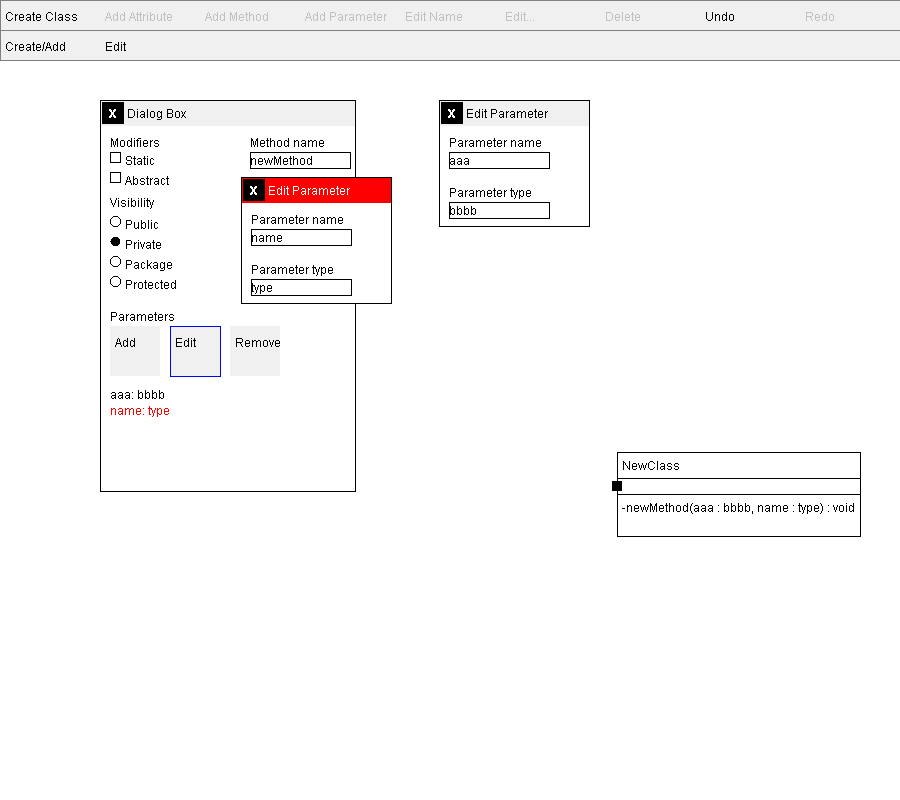 Create Class Add Attribute Add Method Add Parameter Edit Name Edit... Delete Undo Redo
Create/Add Edit
X Dialog Box
Modifiers
Static
Abstract
Visibility
Public
Private
Package
Protected
Method name
newMethod
Parameters
Add Edit Remove
aaa: bbbb
name: type
X Edit Parameter
Parameter name
name
Parameter type
type
X Edit Parameter
Parameter name
aaa
Parameter type
bbbb
NewClass
-newMethod(aaa : bbbb, name : type) : void